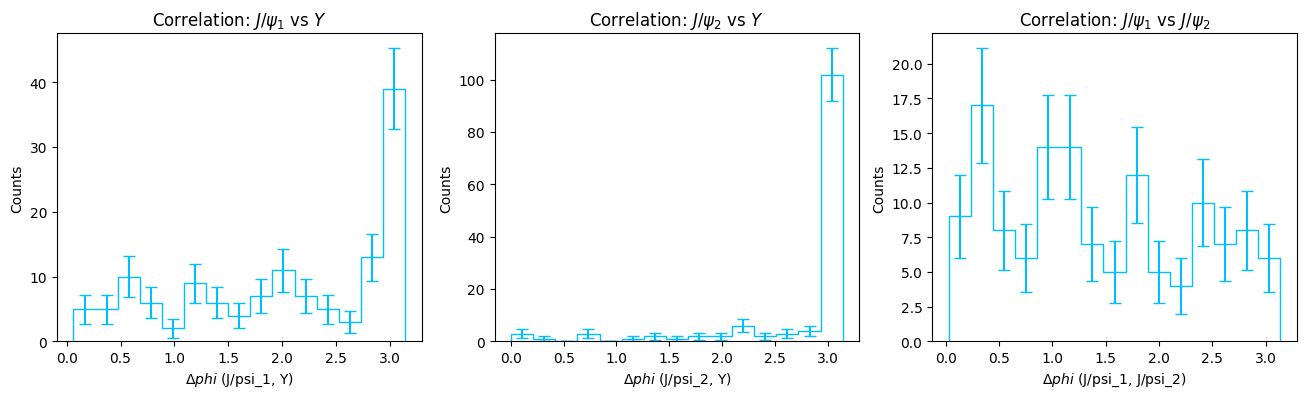 Correlation: J/ψ₁ vs Y
Counts
40
30
20
10
0
0.0 0.5 1.0 1.5 2.0 2.5 3.0
Δphi (J/psi_1, Y)
Correlation: J/ψ₂ vs Y
Counts
100
80
60
40
20
0
0.0 0.5 1.0 1.5 2.0 2.5 3.0
Δphi (J/psi_2, Y)
Correlation: J/ψ₁ vs J/ψ₂
Counts
20.0
17.5
15.0
12.5
10.0
7.5
5.0
2.5
0.0
0.0 0.5 1.0 1.5 2.0 2.5 3.0
Δphi (J/psi_1, J/psi_2)